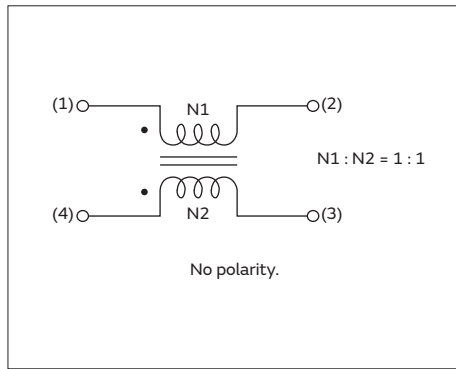 (1) N1 (2)
N1 : N2 = 1 : 1
(4) N2 (3)
No polarity.